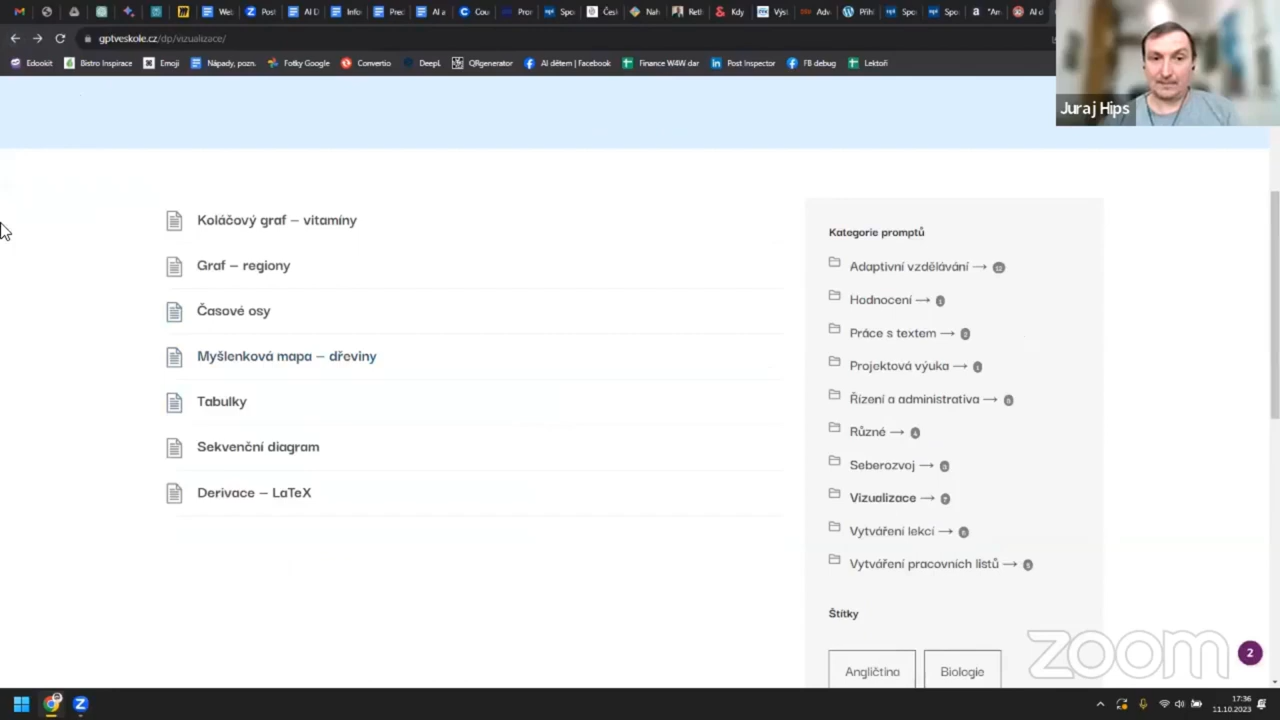 Edookit
Bistro Inspirace
Emoji
Nápady, pozn.
Fotky Google
Convertio
DeepL
QRgenerator
AI dětem | Facebook
Finance W4W dar
Post Inspector
FB debug
Lektoři
gptveskole.cz/dp/vizualizace/
Juraj Hips
Koláčový graf – vitamíny
Graf – regiony
Časové osy
Myšlenková mapa – dřeviny
Tabulky
Sekvenční diagram
Derivace – LaTeX
Kategorie promptů
Adaptivní vzdělávání →
Hodnocení →
Práce s textem →
Projektová výuka →
Řízení a administrativa →
Různé →
Seberozvoj →
Vizualizace →
Vytváření lekcí →
Vytváření pracovních listů →
Štítky
Angličtina
Biologie
zoom
2
17:36
11.10.2023